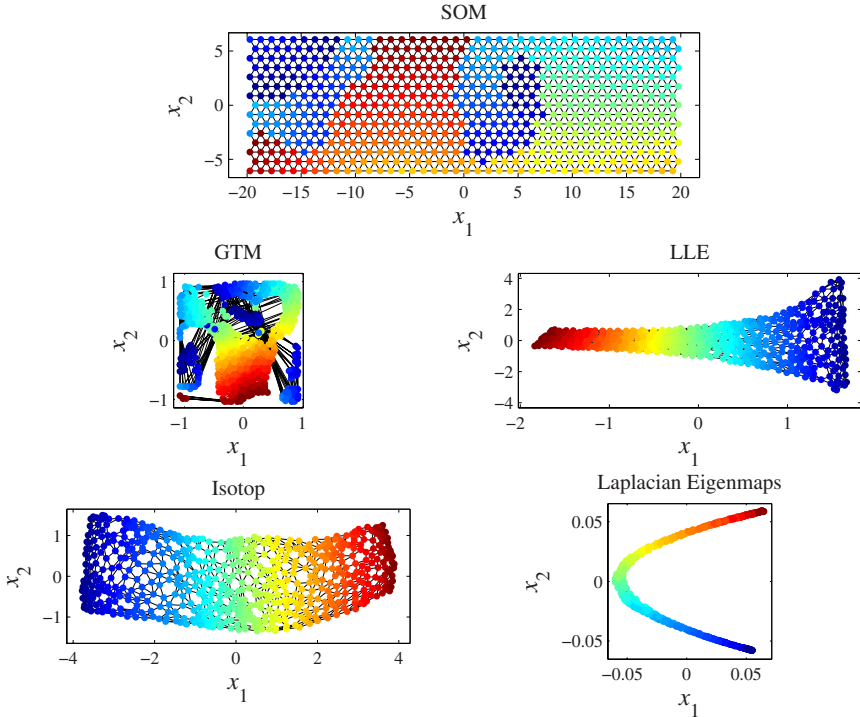 SOM
5
0
−5
x2
−20 −15 −10 −5 0 5 10 15 20
x1
GTM
1
0
−1
x2
−1 0 1
x1
LLE
4
2
0
−2
−4
x2
−2 −1 0 1
x1
Isotop
1
0
−1
x2
−4 −2 0 2 4
x1
Laplacian Eigenmaps
0.05
0
−0.05
x2
−0.05 0 0.05
x1